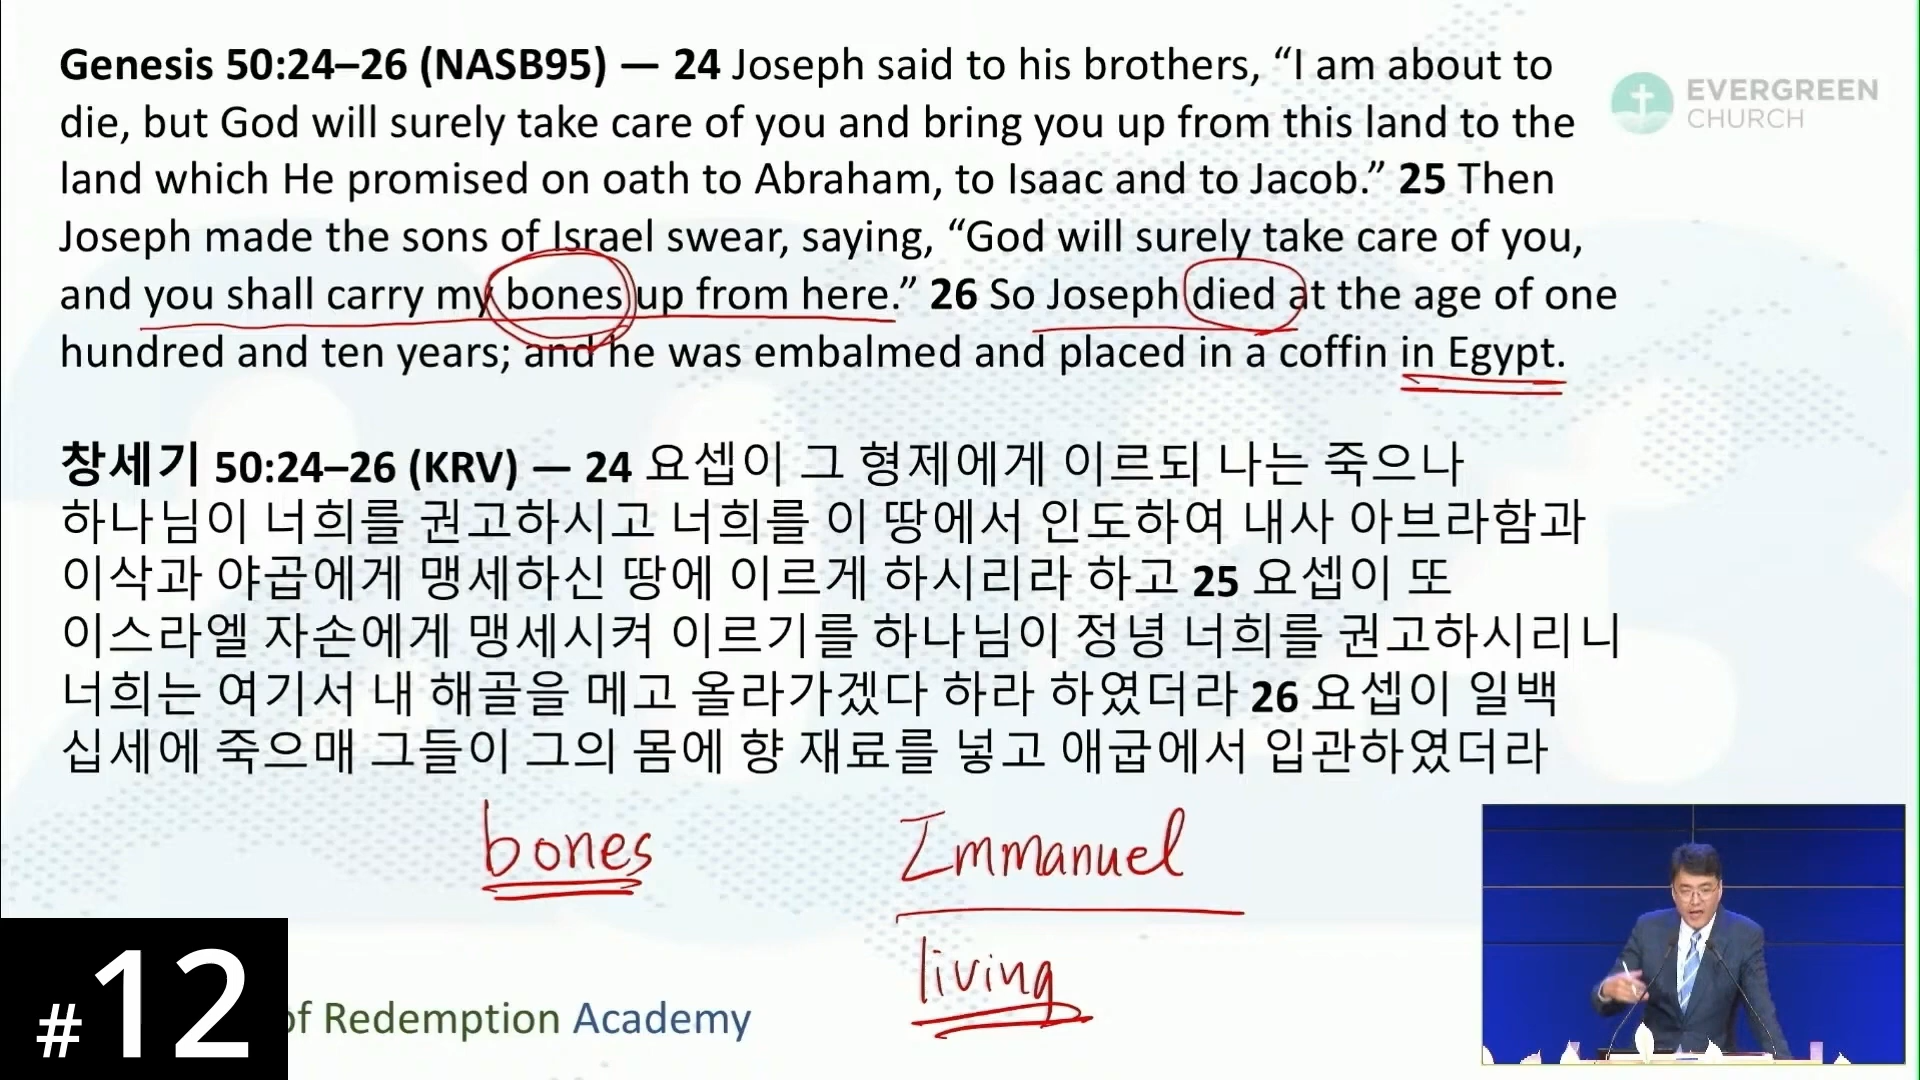 Genesis 50:24–26 (NASB95) — 24 Joseph said to his brothers, “I am about to
die, but God will surely take care of you and bring you up from this land to the
land which He promised on oath to Abraham, to Isaac and to Jacob.” 25 Then
Joseph made the sons of Israel swear, saying, “God will surely take care of you,
and you shall carry my bones up from here.” 26 So Joseph died at the age of one
hundred and ten years; and he was embalmed and placed in a coffin in Egypt.
EVERGREEN
CHURCH
창세기 50:24–26 (KRV) — 24 요셉이 그 형제에게 이르되 나는 죽으나
하나님이 너희를 권고하시고 너희를 이 땅에서 인도하여 내사 아브라함과
이삭과 야곱에게 맹세하신 땅에 이르게 하시리라 하고 25 요셉이 또
이스라엘 자손에게 맹세시켜 이르기를 하나님이 정녕 너희를 권고하시리니
너희는 여기서 내 해골을 메고 올라가겠다 하라 하였더라 26 요셉이 일백
십세에 죽으매 그들이 그의 몸에 향 재료를 넣고 애굽에서 입관하였더라
bones
Immanuel
living
#12
of Redemption Academy